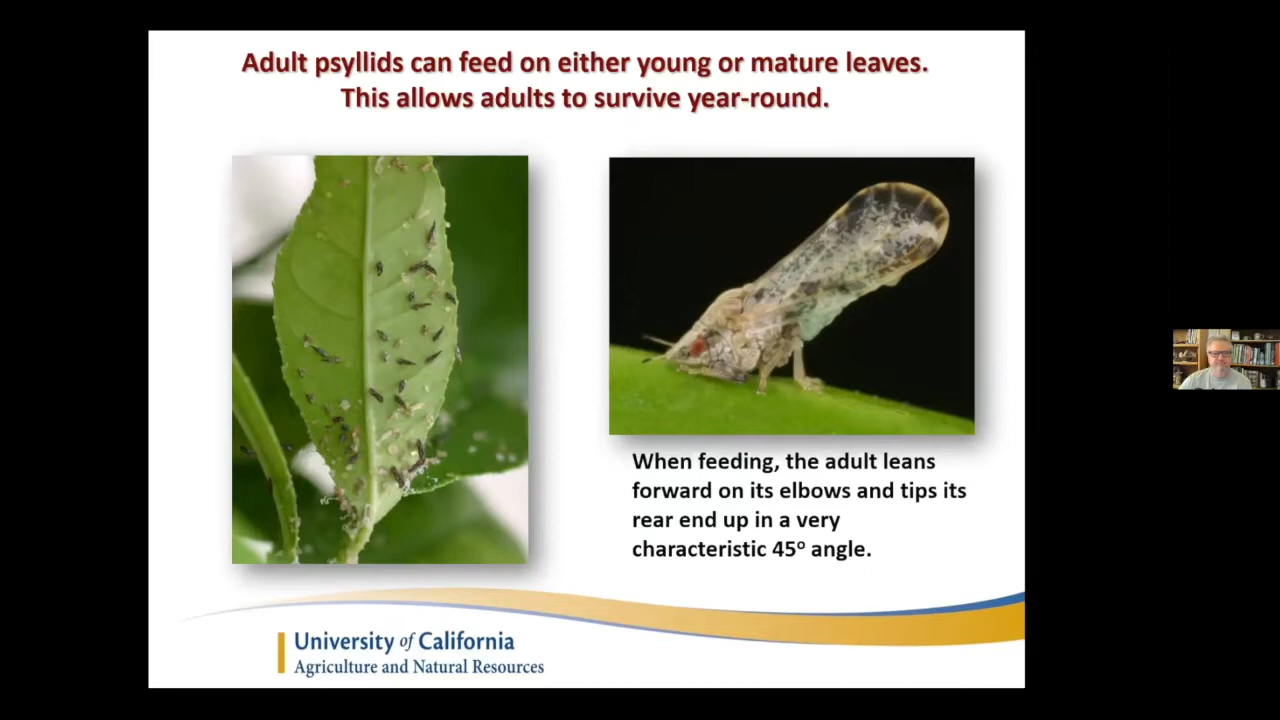 Adult psyllids can feed on either young or mature leaves.
This allows adults to survive year-round.
When feeding, the adult leans
forward on its elbows and tips its
rear end up in a very
characteristic 45º angle.
University of California
Agriculture and Natural Resources